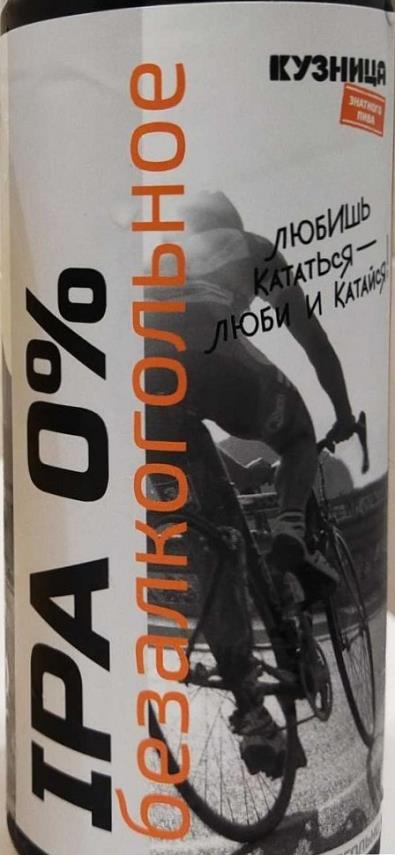 КУЗНИЦА
ЗНАТНОГО
ПИВА
ЛЮБИШЬ
КАТАТЬСЯ—
ЛЮБИ И КАТАЙСЯ
IPA 0%
безалкогольное